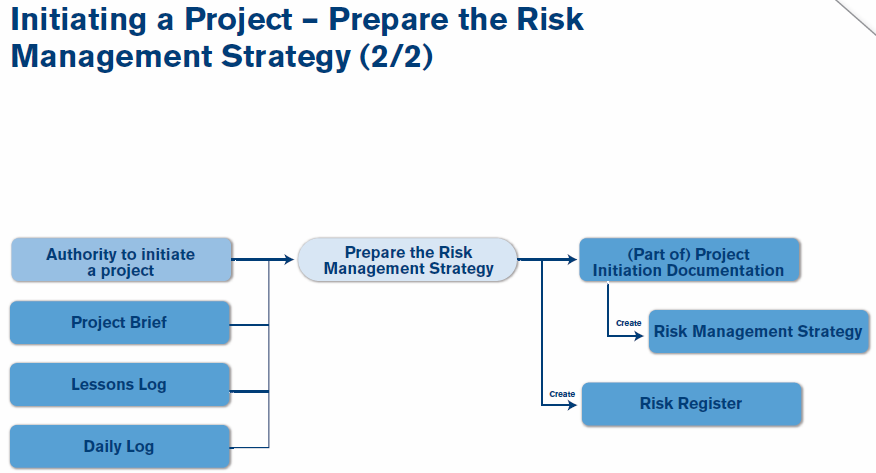 Initiating a Project – Prepare the Risk
Management Strategy (2/2)
Authority to initiate
a project
Prepare the Risk
Management Strategy
(Part of) Project
Initiation Documentation
Project Brief
Create
Risk Management Strategy
Lessons Log
Create
Risk Register
Daily Log